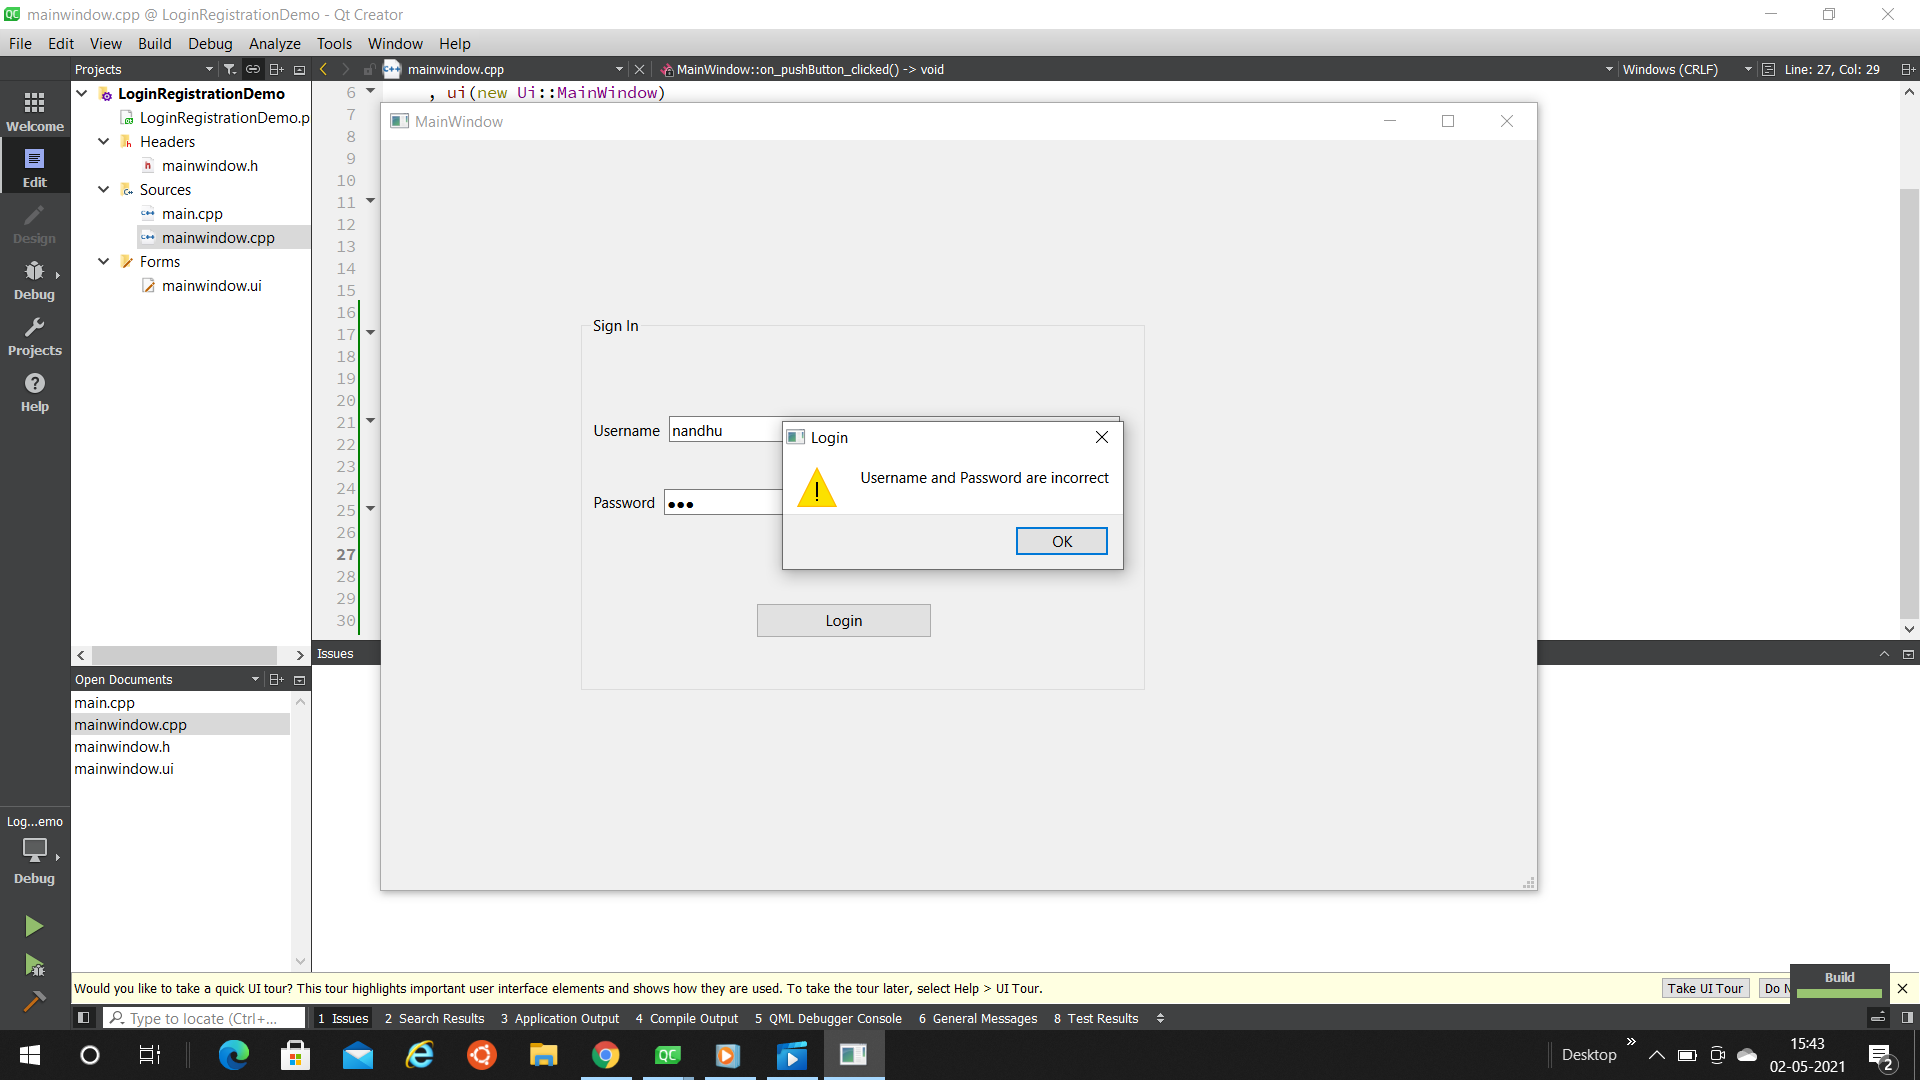 mainwindow.cpp @ LoginRegistrationDemo - Qt Creator
File Edit View Build Debug Analyze Tools Window Help
Projects mainwindow.cpp MainWindow::on_pushButton_clicked() -> void Windows (CRLF) Line: 27, Col: 29
Welcome
Edit
Design
Debug
Projects
Help
LoginRegistrationDemo
LoginRegistrationDemo.p
Headers
mainwindow.h
Sources
main.cpp
mainwindow.cpp
Forms
mainwindow.ui
6 , ui(new Ui::MainWindow)
7
8
9
10
11
12
13
14
15
16
17
18
19
20
21
22
23
24
25
26
27
28
29
30
MainWindow
Sign In
Username nandhu
Password
Login
Login
Username and Password are incorrect
OK
Issues
Open Documents
main.cpp
mainwindow.cpp
mainwindow.h
mainwindow.ui
Log...emo
Debug
Would you like to take a quick UI tour? This tour highlights important user interface elements and shows how they are used. To take the tour later, select Help > UI Tour.
Take UI Tour Do
Build
Type to locate (Ctrl+... 1 Issues 2 Search Results 3 Application Output 4 Compile Output 5 QML Debugger Console 6 General Messages 8 Test Results
Desktop
15:43
02-05-2021
2